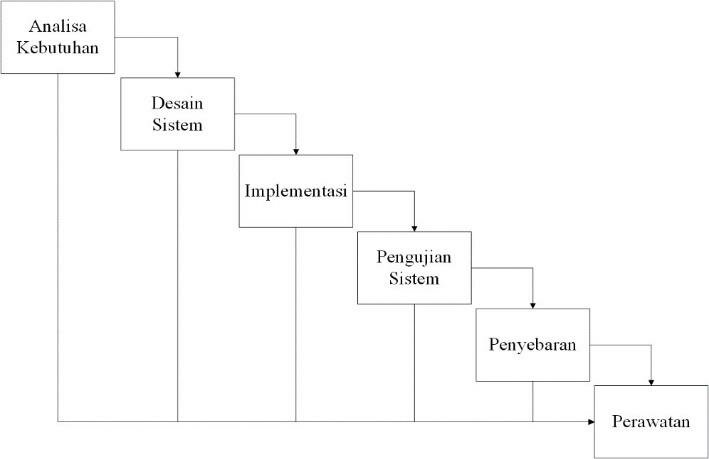 Analisa
Kebutuhan
Desain
Sistem
Implementasi
Pengujian
Sistem
Penyebaran
Perawatan